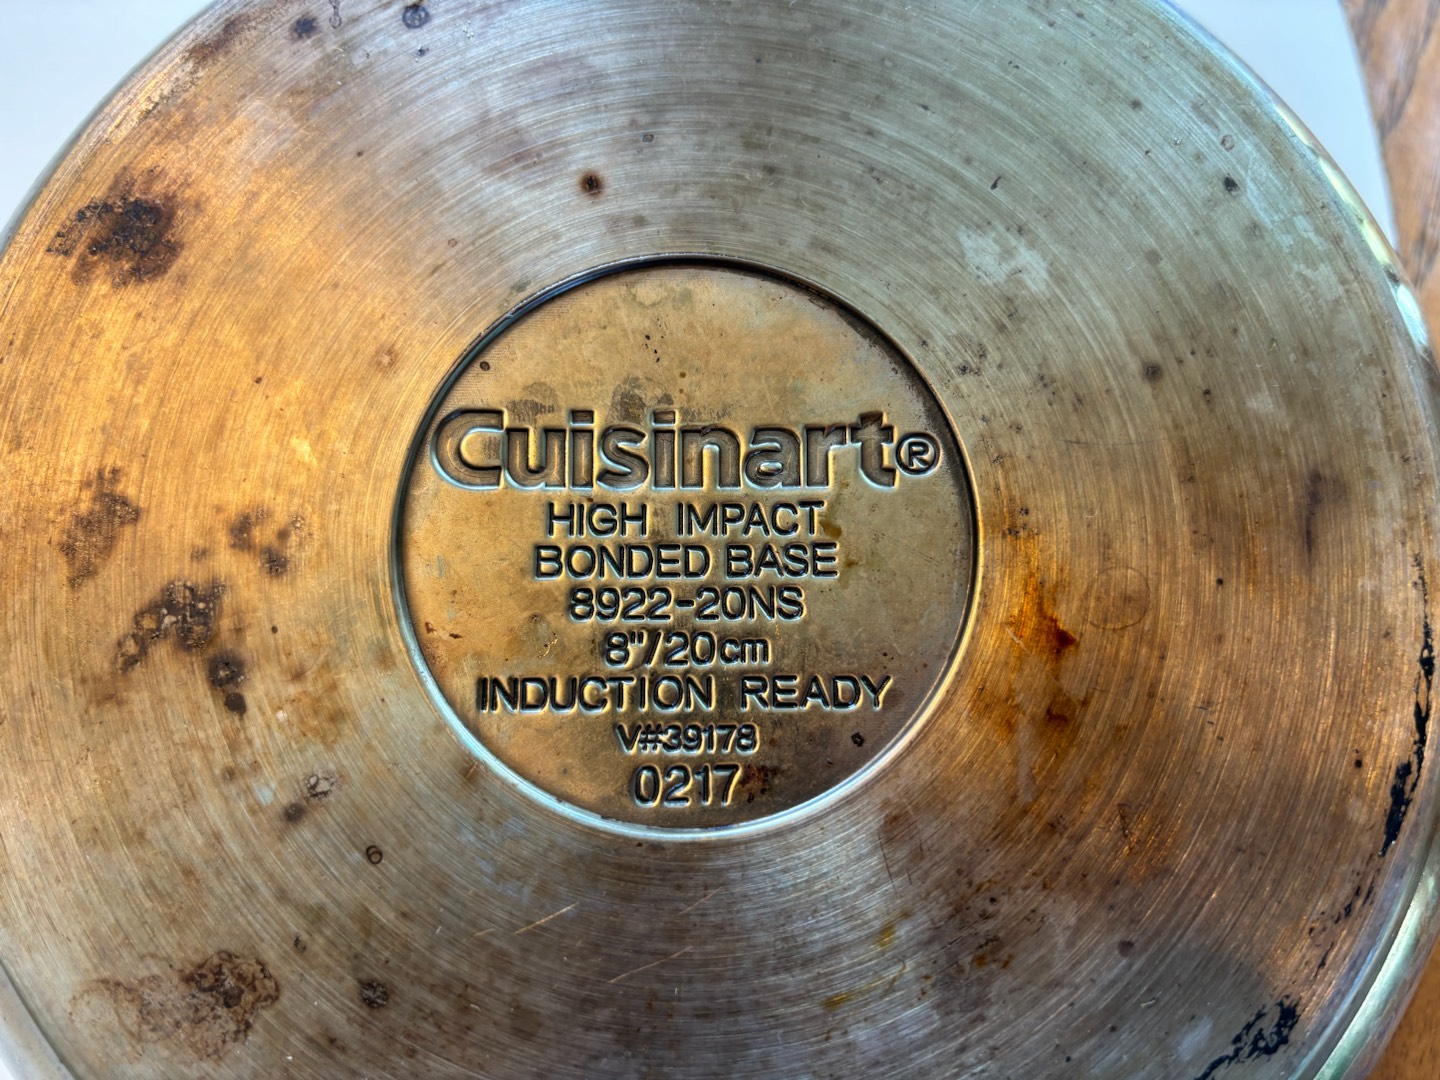 Cuisinart®
HIGH IMPACT
BONDED BASE
8922-20NS
8"/20cm
INDUCTION READY
V#39178
0217